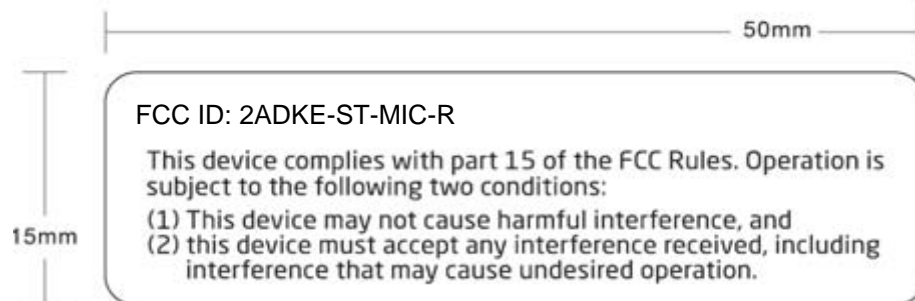 50mm
FCC ID: 2ADKE-ST-MIC-R
This device complies with part 15 of the FCC Rules. Operation is
subject to the following two conditions:
(1) This device may not cause harmful interference, and
15mm
(2) this device must accept any interference received, including
interference that may cause undesired operation.